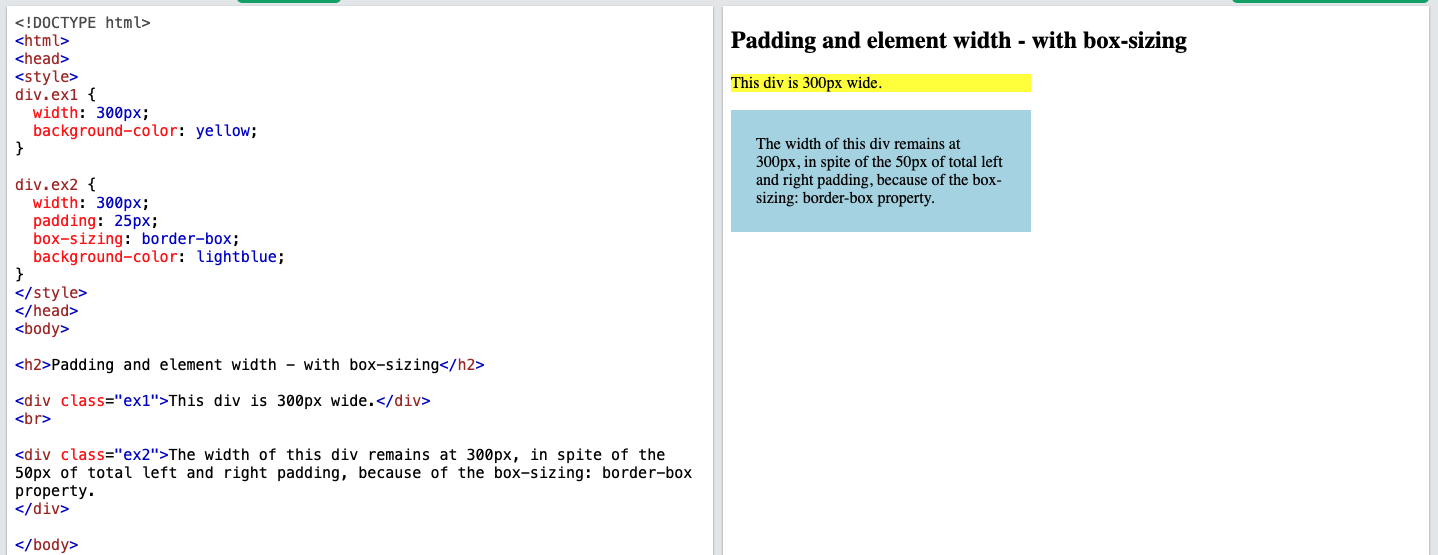 <!DOCTYPE html>
<html>
<head>
<style>
div.ex1 {
  width: 300px;
  background-color: yellow;
}

div.ex2 {
  width: 300px;
  padding: 25px;
  box-sizing: border-box;
  background-color: lightblue;
}
</style>
</head>
<body>

<h2>Padding and element width - with box-sizing</h2>

<div class="ex1">This div is 300px wide.</div>
<br>

<div class="ex2">The width of this div remains at 300px, in spite of the
50px of total left and right padding, because of the box-sizing: border-box
property.
</div>

</body>
Padding and element width - with box-sizing
This div is 300px wide.
The width of this div remains at
300px, in spite of the 50px of total left
and right padding, because of the box-
sizing: border-box property.